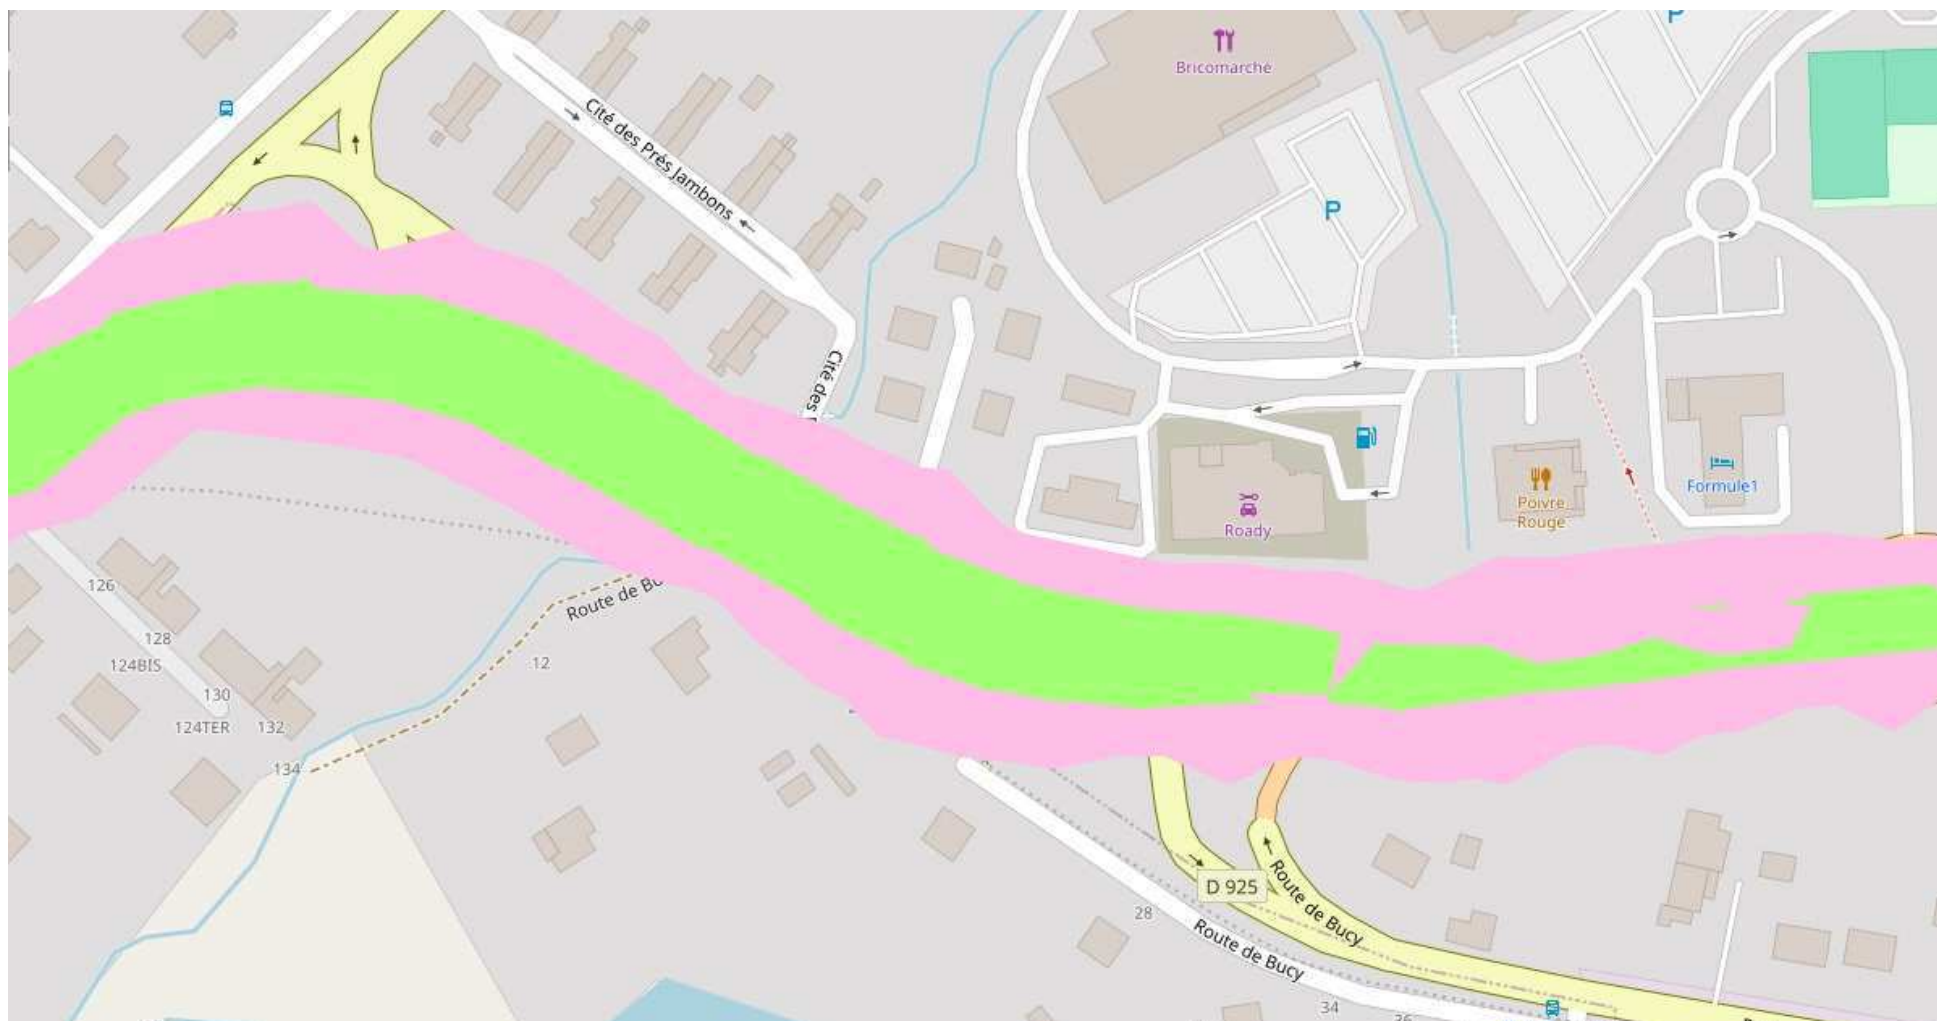 P
Bricomarché
Cité des Prés Jambons
P
Cité des
Formule1
Poivre
Rouge
Roady
126
Route de Bu
128
12
124BIS
130
124TER
132
134
D 925
Route de Bucy
28
Route de Bucy
34
36